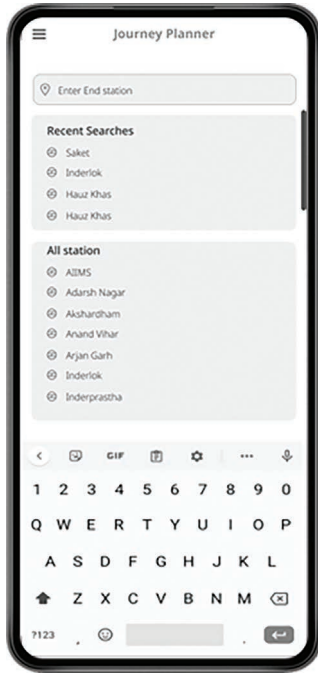 Journey Planner
Enter End station
Recent Searches
Saket
Inderlok
Hauz Khas
Hauz Khas
All station
AIIMS
Adarsh Nagar
Akshardham
Anand Vihar
Arjan Garh
Inderlok
Inderprastha
GIF
1 2 3 4 5 6 7 8 9 0
Q W E R T Y U I O P
A S D F G H J K L
Z X C V B N M
?123 , .